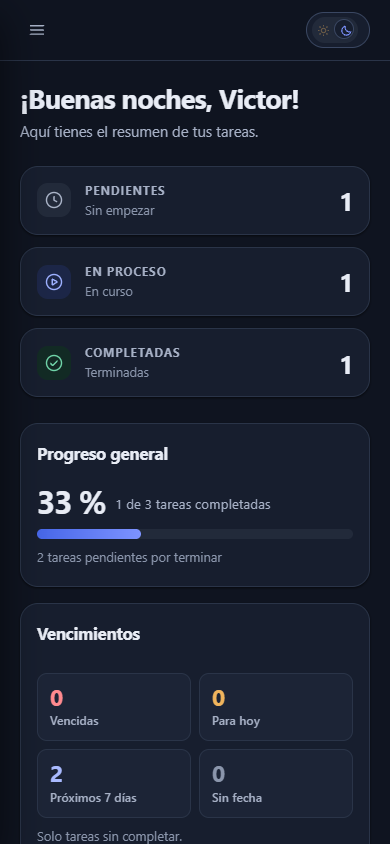 ¡Buenas noches, Victor!
Aquí tienes el resumen de tus tareas.
PENDIENTES
Sin empezar
1
EN PROCESO
En curso
1
COMPLETADAS
Terminadas
1
Progreso general
33 % 1 de 3 tareas completadas
2 tareas pendientes por terminar
Vencimientos
0
Vencidas
0
Para hoy
2
Próximos 7 días
0
Sin fecha
Solo tareas sin completar.